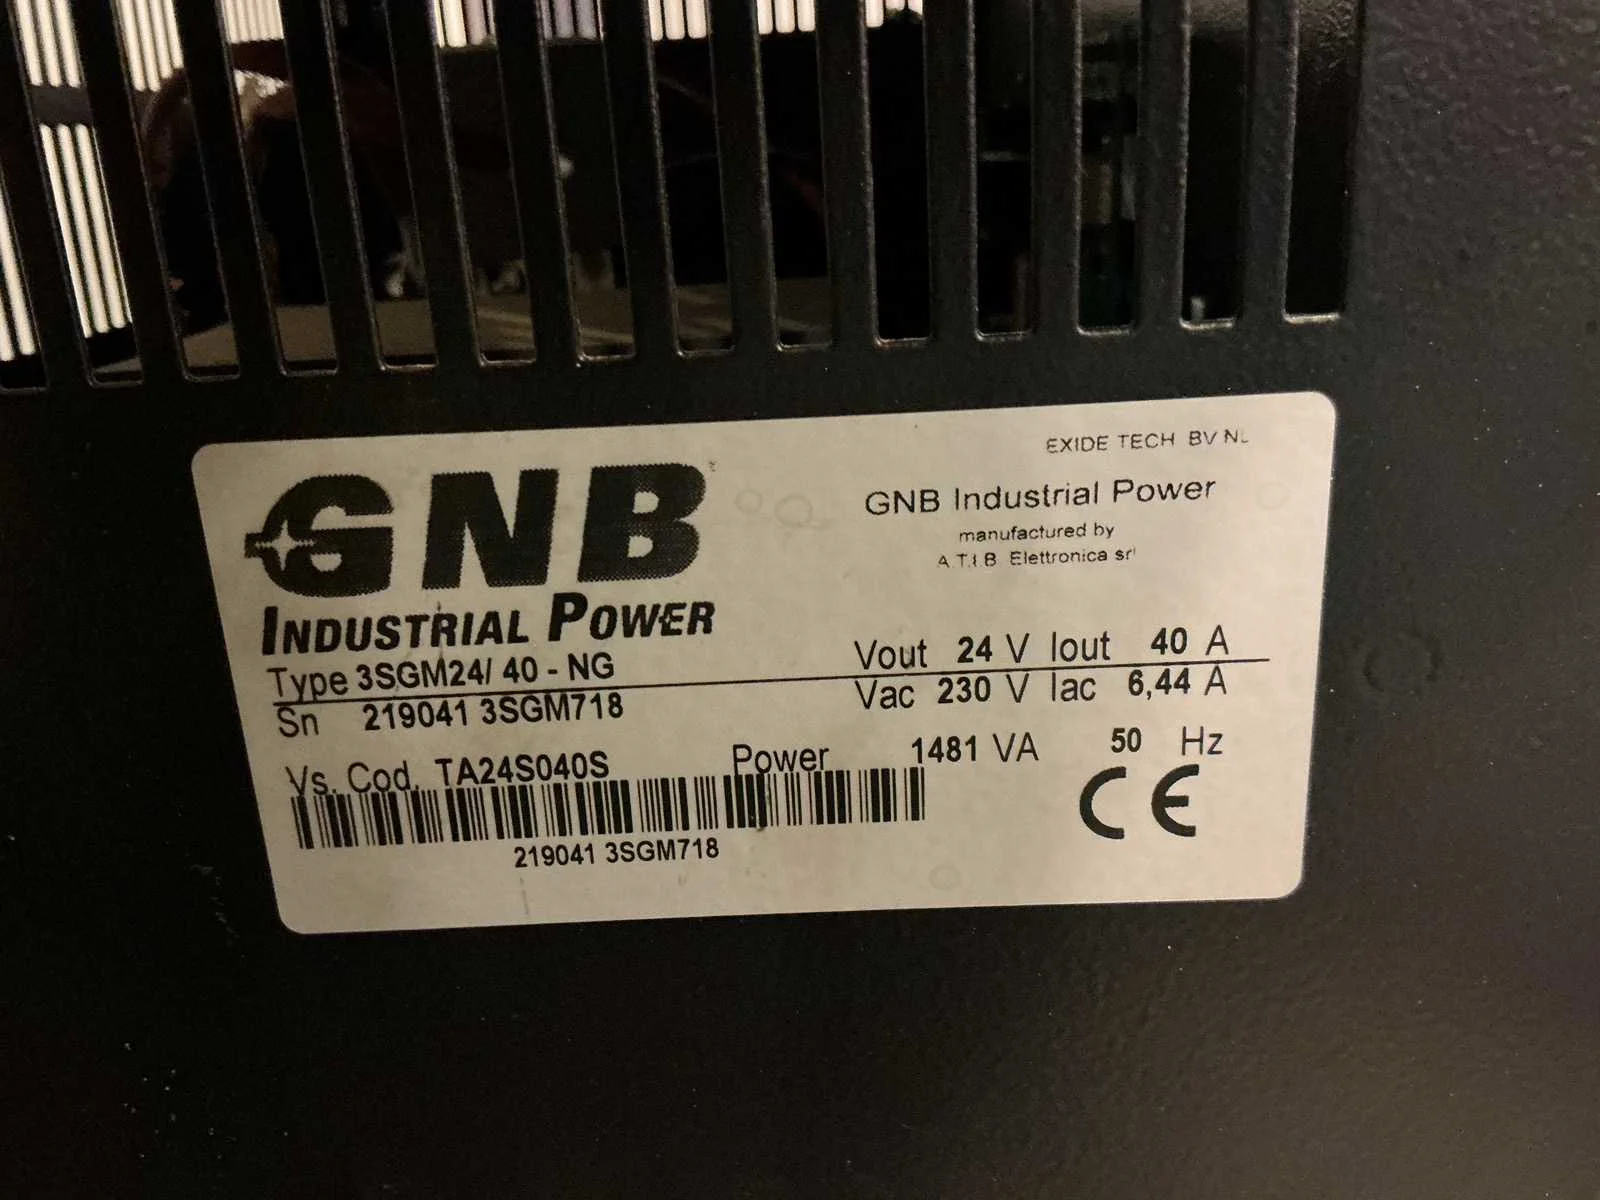 EXIDE TECH BV NL
GNB
INDUSTRIAL POWER
GNB Industrial Power
manufactured by
A.T.I.B. Elettronica srl
Type 3SGM24/ 40 - NG Vout 24 V Iout 40 A
Sn 219041 3SGM718 Vac 230 V Iac 6,44 A
Vs. Cod. TA24S040S Power 1481 VA 50 Hz
219041 3SGM718
CE